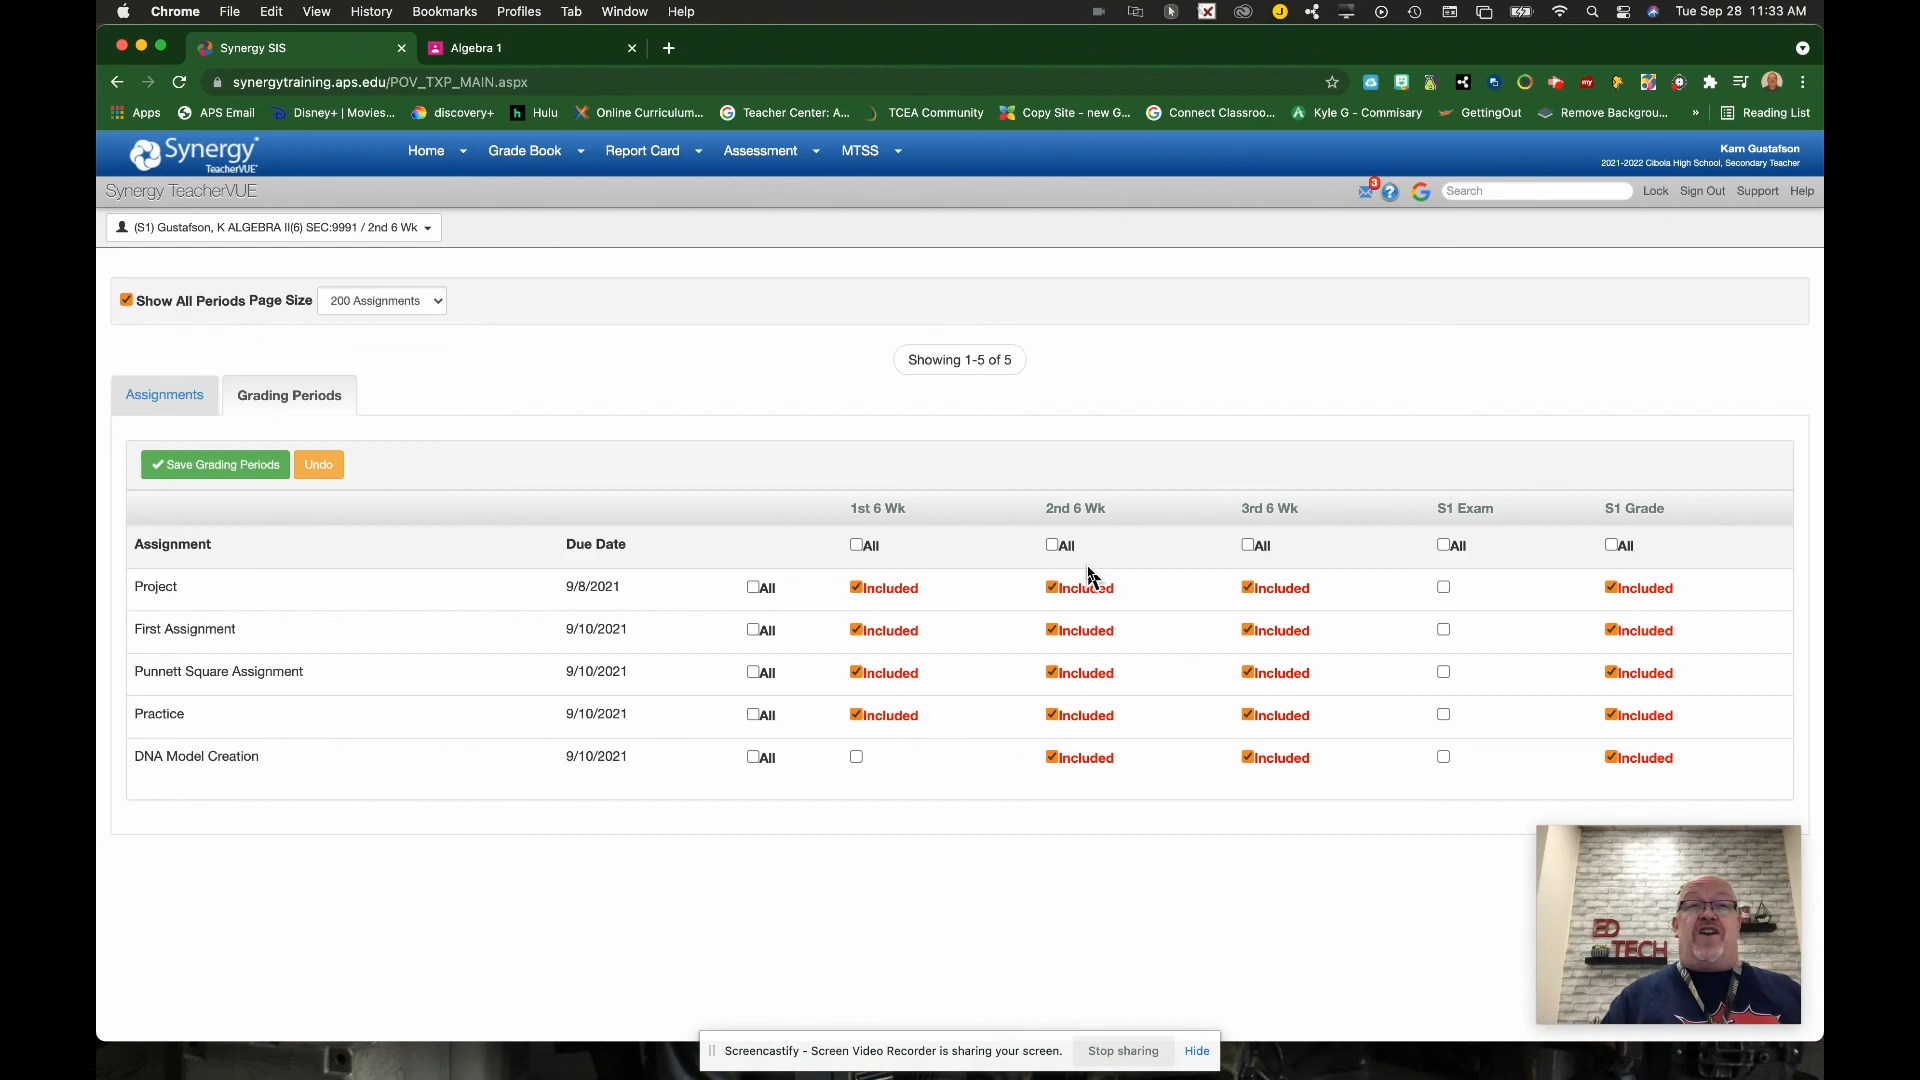 Chrome File Edit View History Bookmarks Profiles Tab Window Help Tue Sep 28 11:33 AM
Synergy SIS Algebra 1
synergytraining.aps.edu/POV_TXP_MAIN.aspx
Apps APS Email Disney+ | Movies... discovery+ Hulu Online Curriculum... Teacher Center: A... TCEA Community Copy Site - new G... Connect Classroo... Kyle G - Commisary GettingOut Remove Backgrou... » Reading List
Synergy TeacherVUE Home Grade Book Report Card Assessment MTSS
Karn Gustafson
2021-2022 Cibola High School, Secondary Teacher
Synergy TeacherVUE 3 ? Search Lock Sign Out Support Help
(S1) Gustafson, K ALGEBRA II(6) SEC:9991 / 2nd 6 Wk
Show All Periods Page Size 200 Assignments
Showing 1-5 of 5
Assignments Grading Periods
Save Grading Periods Undo
1st 6 Wk 2nd 6 Wk 3rd 6 Wk S1 Exam S1 Grade
Assignment Due Date All All All All All
Project 9/8/2021 All Included Included Included Included
First Assignment 9/10/2021 All Included Included Included Included
Punnett Square Assignment 9/10/2021 All Included Included Included Included
Practice 9/10/2021 All Included Included Included Included
DNA Model Creation 9/10/2021 All Included Included Included
ED
TECH
Screencastify - Screen Video Recorder is sharing your screen. Stop sharing Hide